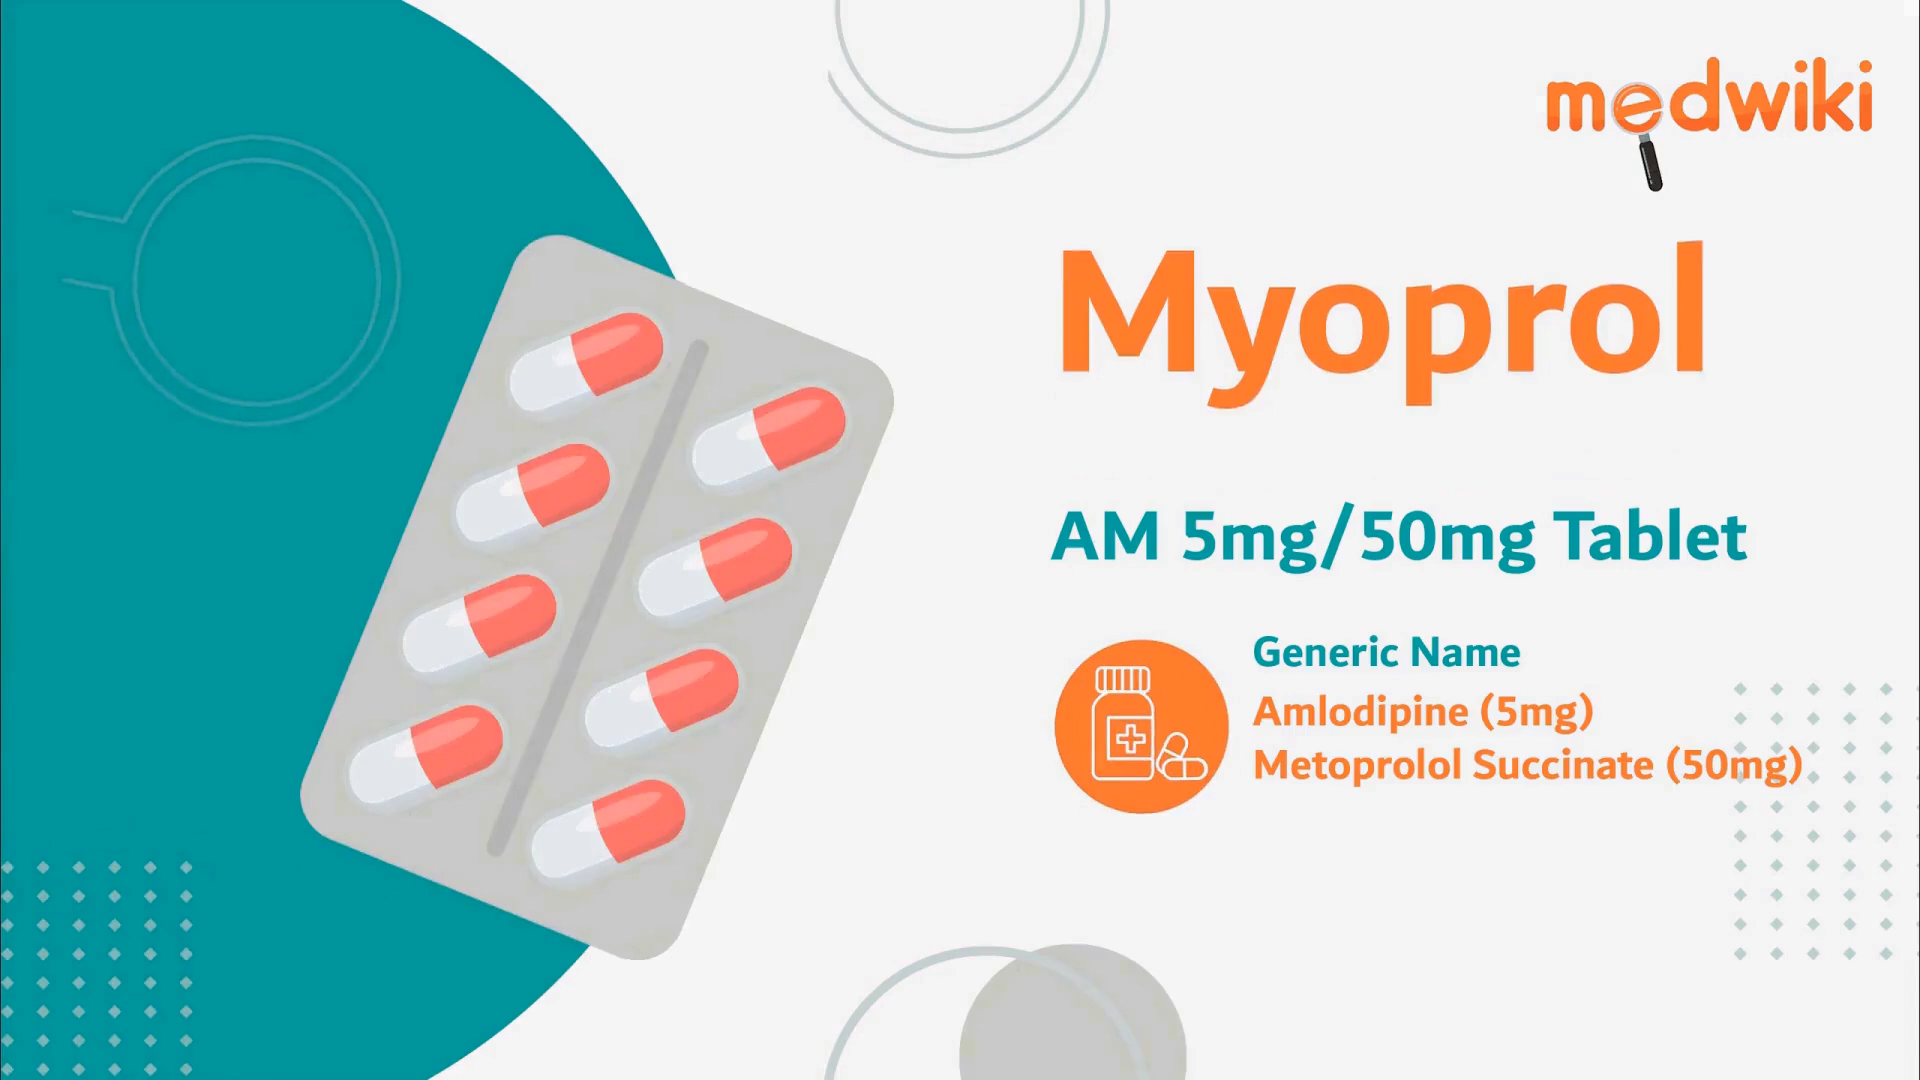 medwiki
Myoprol
AM 5mg/50mg Tablet
Generic Name
Amlodipine (5mg)
Metoprolol Succinate (50mg)